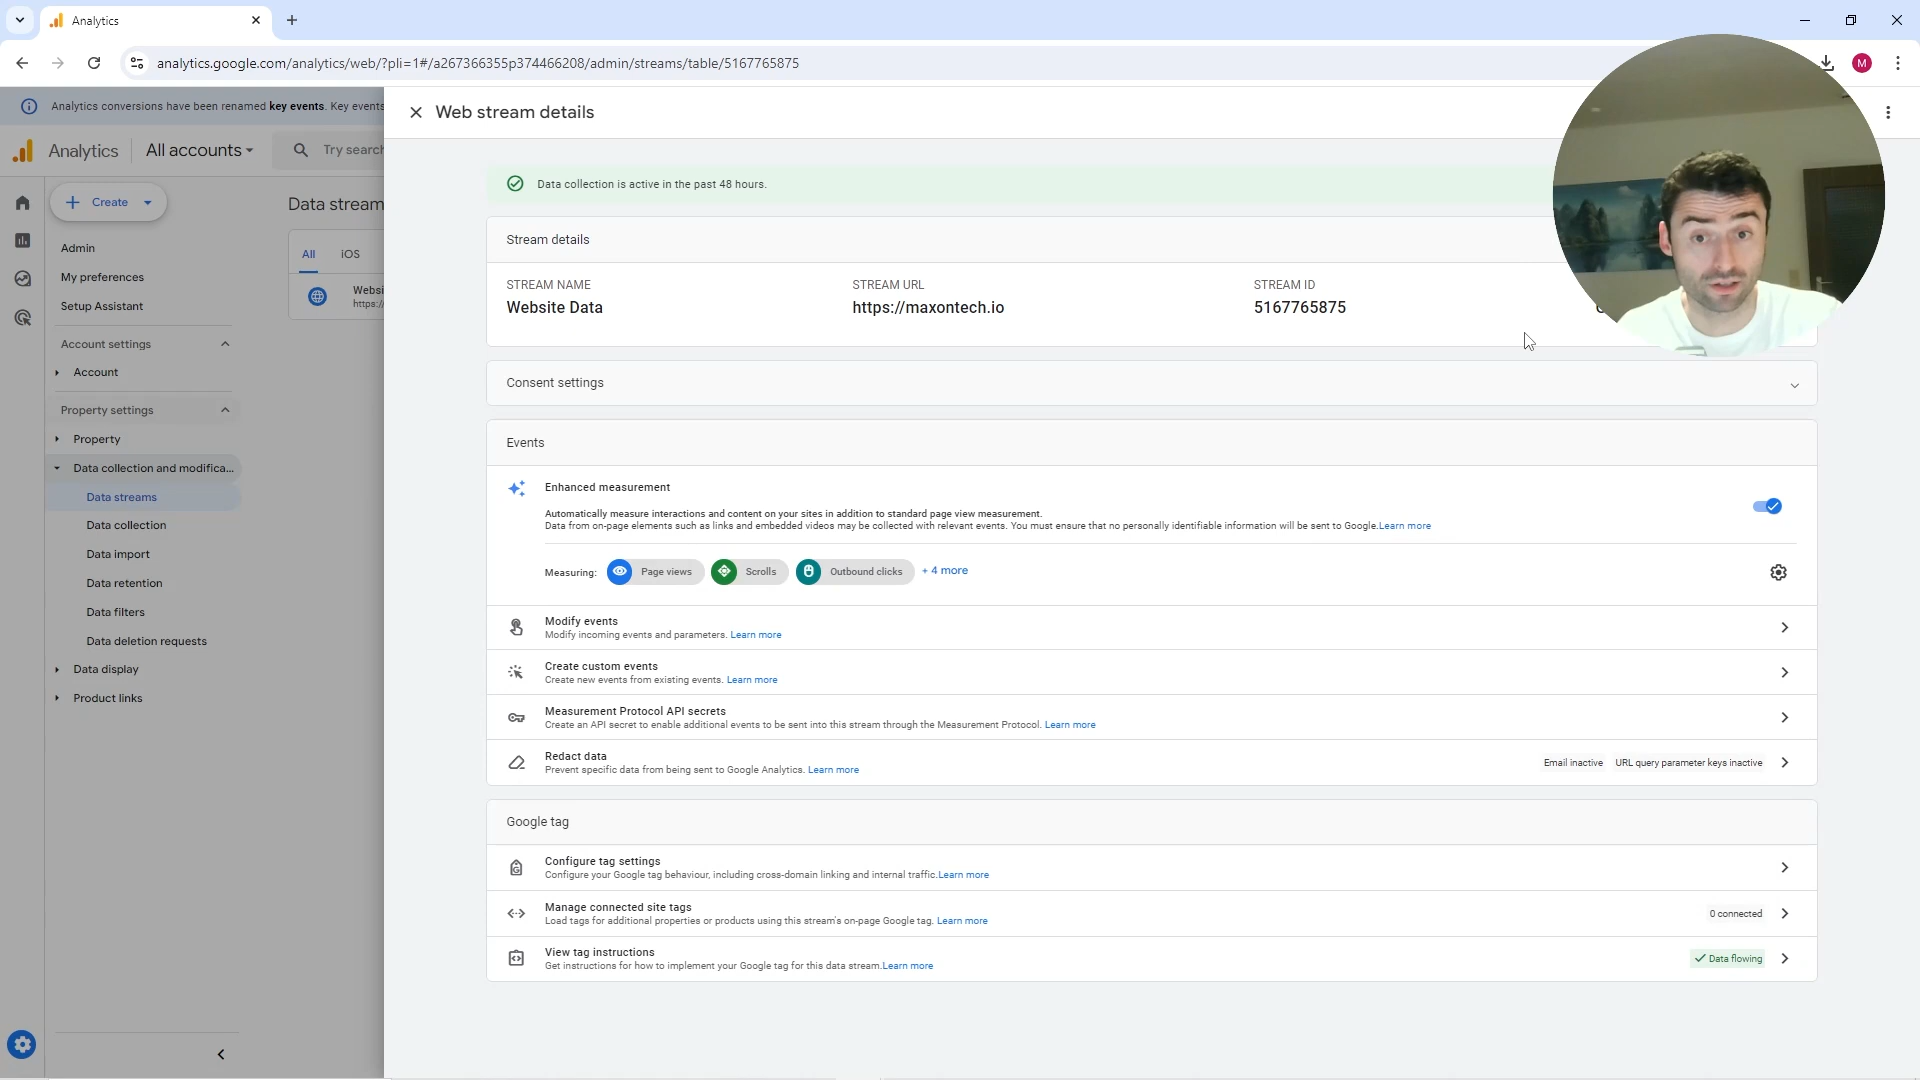 Analytics
analytics.google.com/analytics/web/?pli=1#/a267366355p374466208/admin/streams/table/5167765875
M
Analytics conversions have been renamed key events. Key events
Analytics
All accounts
Try search
Create
Admin
My preferences
Setup Assistant
Account settings
Account
Property settings
Property
Data collection and modifica...
Data streams
Data collection
Data import
Data retention
Data filters
Data deletion requests
Data display
Product links
Data stream
All
iOS
Websi
https:/
Web stream details
Data collection is active in the past 48 hours.
Stream details
STREAM NAME
Website Data
STREAM URL
https://maxontech.io
STREAM ID
5167765875
Consent settings
Events
Enhanced measurement
Automatically measure interactions and content on your sites in addition to standard page view measurement.
Data from on-page elements such as links and embedded videos may be collected with relevant events. You must ensure that no personally identifiable information will be sent to Google.Learn more
Measuring:
Page views
Scrolls
Outbound clicks
+ 4 more
Modify events
Modify incoming events and parameters. Learn more
Create custom events
Create new events from existing events. Learn more
Measurement Protocol API secrets
Create an API secret to enable additional events to be sent into this stream through the Measurement Protocol. Learn more
Redact data
Prevent specific data from being sent to Google Analytics. Learn more
Email inactive
URL query parameter keys inactive
Google tag
Configure tag settings
Configure your Google tag behaviour, including cross-domain linking and internal traffic.Learn more
Manage connected site tags
Load tags for additional properties or products using this stream's on-page Google tag. Learn more
0 connected
View tag instructions
Get instructions for how to implement your Google tag for this data stream.Learn more
Data flowing